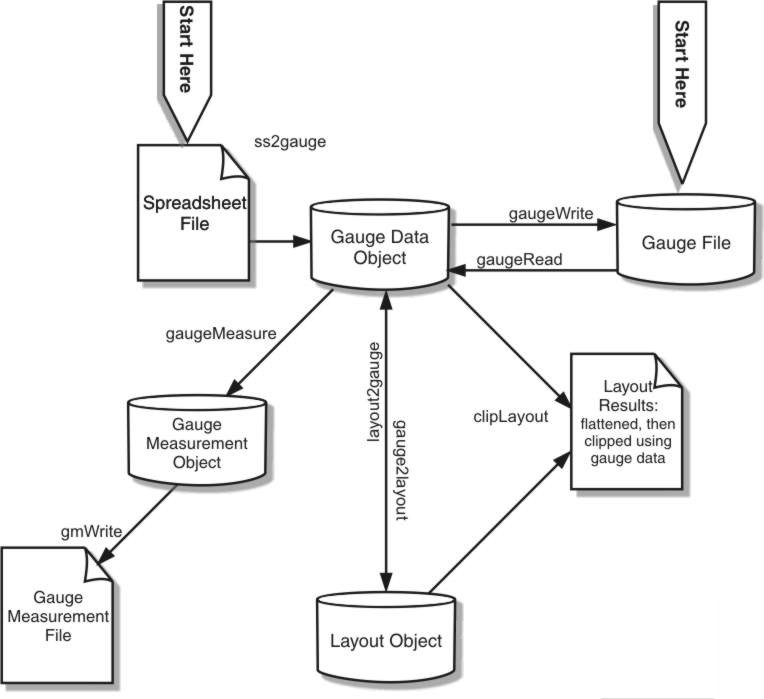 Start Here
Start Here
ss2gauge
Spreadsheet
File
Gauge Data
Object
gaugeWrite
gaugeRead
Gauge File
gaugeMeasure
layout2gauge
gauge2layout
clipLayout
Layout
Results:
flattened, then
clipped using
gauge data
Gauge
Measurement
Object
gmWrite
Gauge
Measurement
File
Layout Object